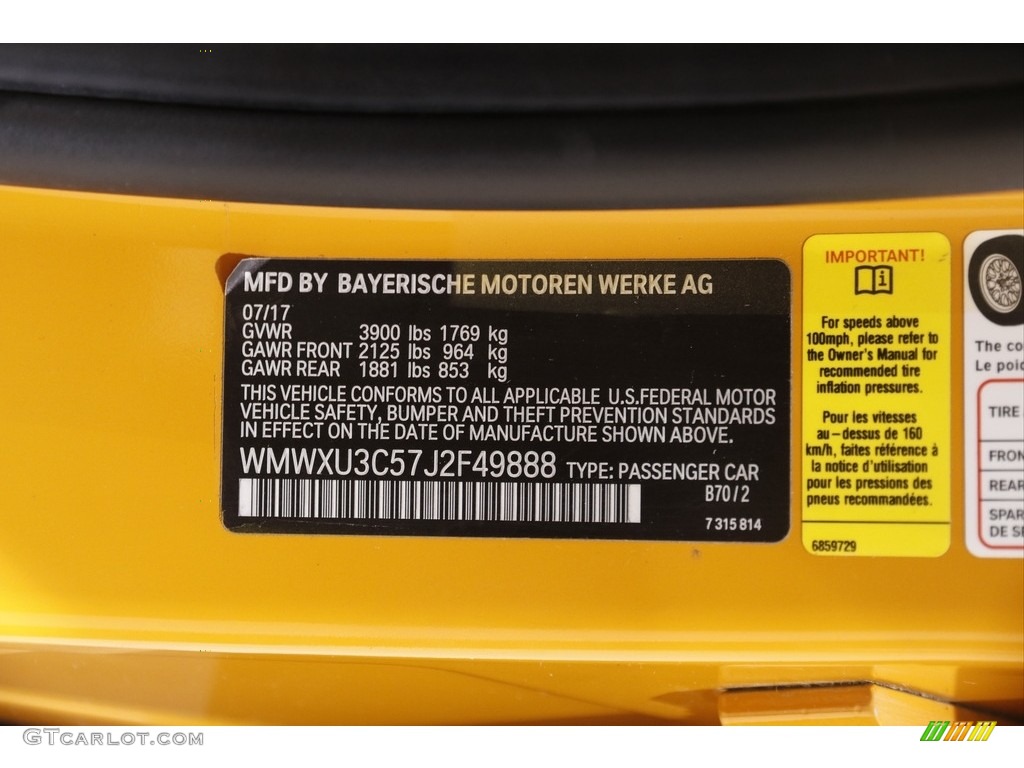 MFD BY BAYERISCHE MOTOREN WERKE AG
07/17
GVWR 3900 lbs 1769 kg
GAWR FRONT 2125 lbs 964 kg
GAWR REAR 1881 lbs 853 kg
THIS VEHICLE CONFORMS TO ALL APPLICABLE U.S.FEDERAL MOTOR
VEHICLE SAFETY, BUMPER AND THEFT PREVENTION STANDARDS
IN EFFECT ON THE DATE OF MANUFACTURE SHOWN ABOVE.
WMWXU3C57J2F49888 TYPE: PASSENGER CAR
B70/2
7 315 814
IMPORTANT!
For speeds above
100mph, please refer to
the Owner's Manual for
recommended tire
inflation pressures.
Pour les vitesses
au-dessus de 160
km/h, faites référence à
la notice d'utilisation
pour les pressions des
pneus recommandées.
6859729
The co
Le poid
TIRE
FRON
REAR
SPAR
DE SE
GTCARLOT.COM